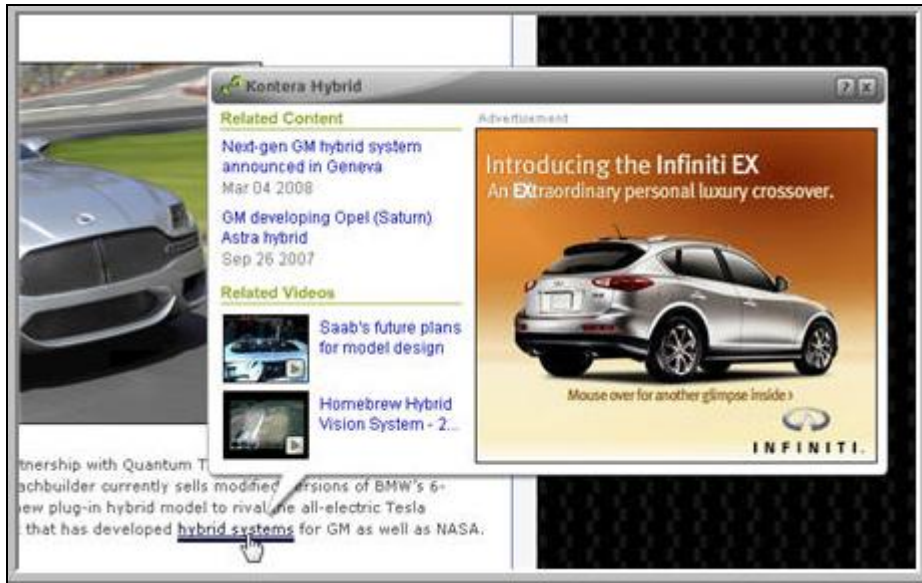 Kontera Hybrid
Related Content
Next-gen GM hybrid system
announced in Geneva
Mar 04 2008
GM developing Opel (Saturn)
Astra hybrid
Sep 26 2007
Related Videos
Saab's future plans
for model design
Homebrew Hybrid
Vision System - 2...
Advertisement
Introducing the Infiniti EX
An EXtraordinary personal luxury crossover.
Mouse over for another glimpse inside ›
INFINITI.
tnership with Quantum T
achbuilder currently sells modified versions of BMW's 6-
ew plug-in hybrid model to rival the all-electric Tesla
that has developed hybrid systems for GM as well as NASA.